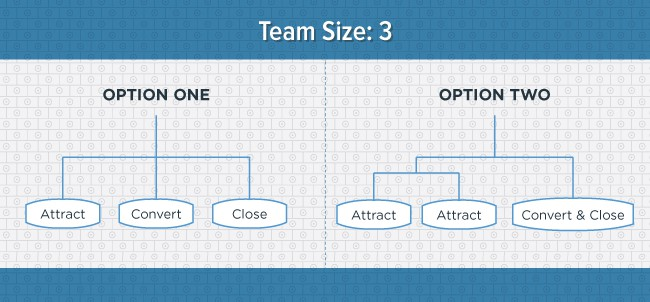 Team Size: 3
OPTION ONE
Attract
Convert
Close
OPTION TWO
Attract
Attract
Convert & Close